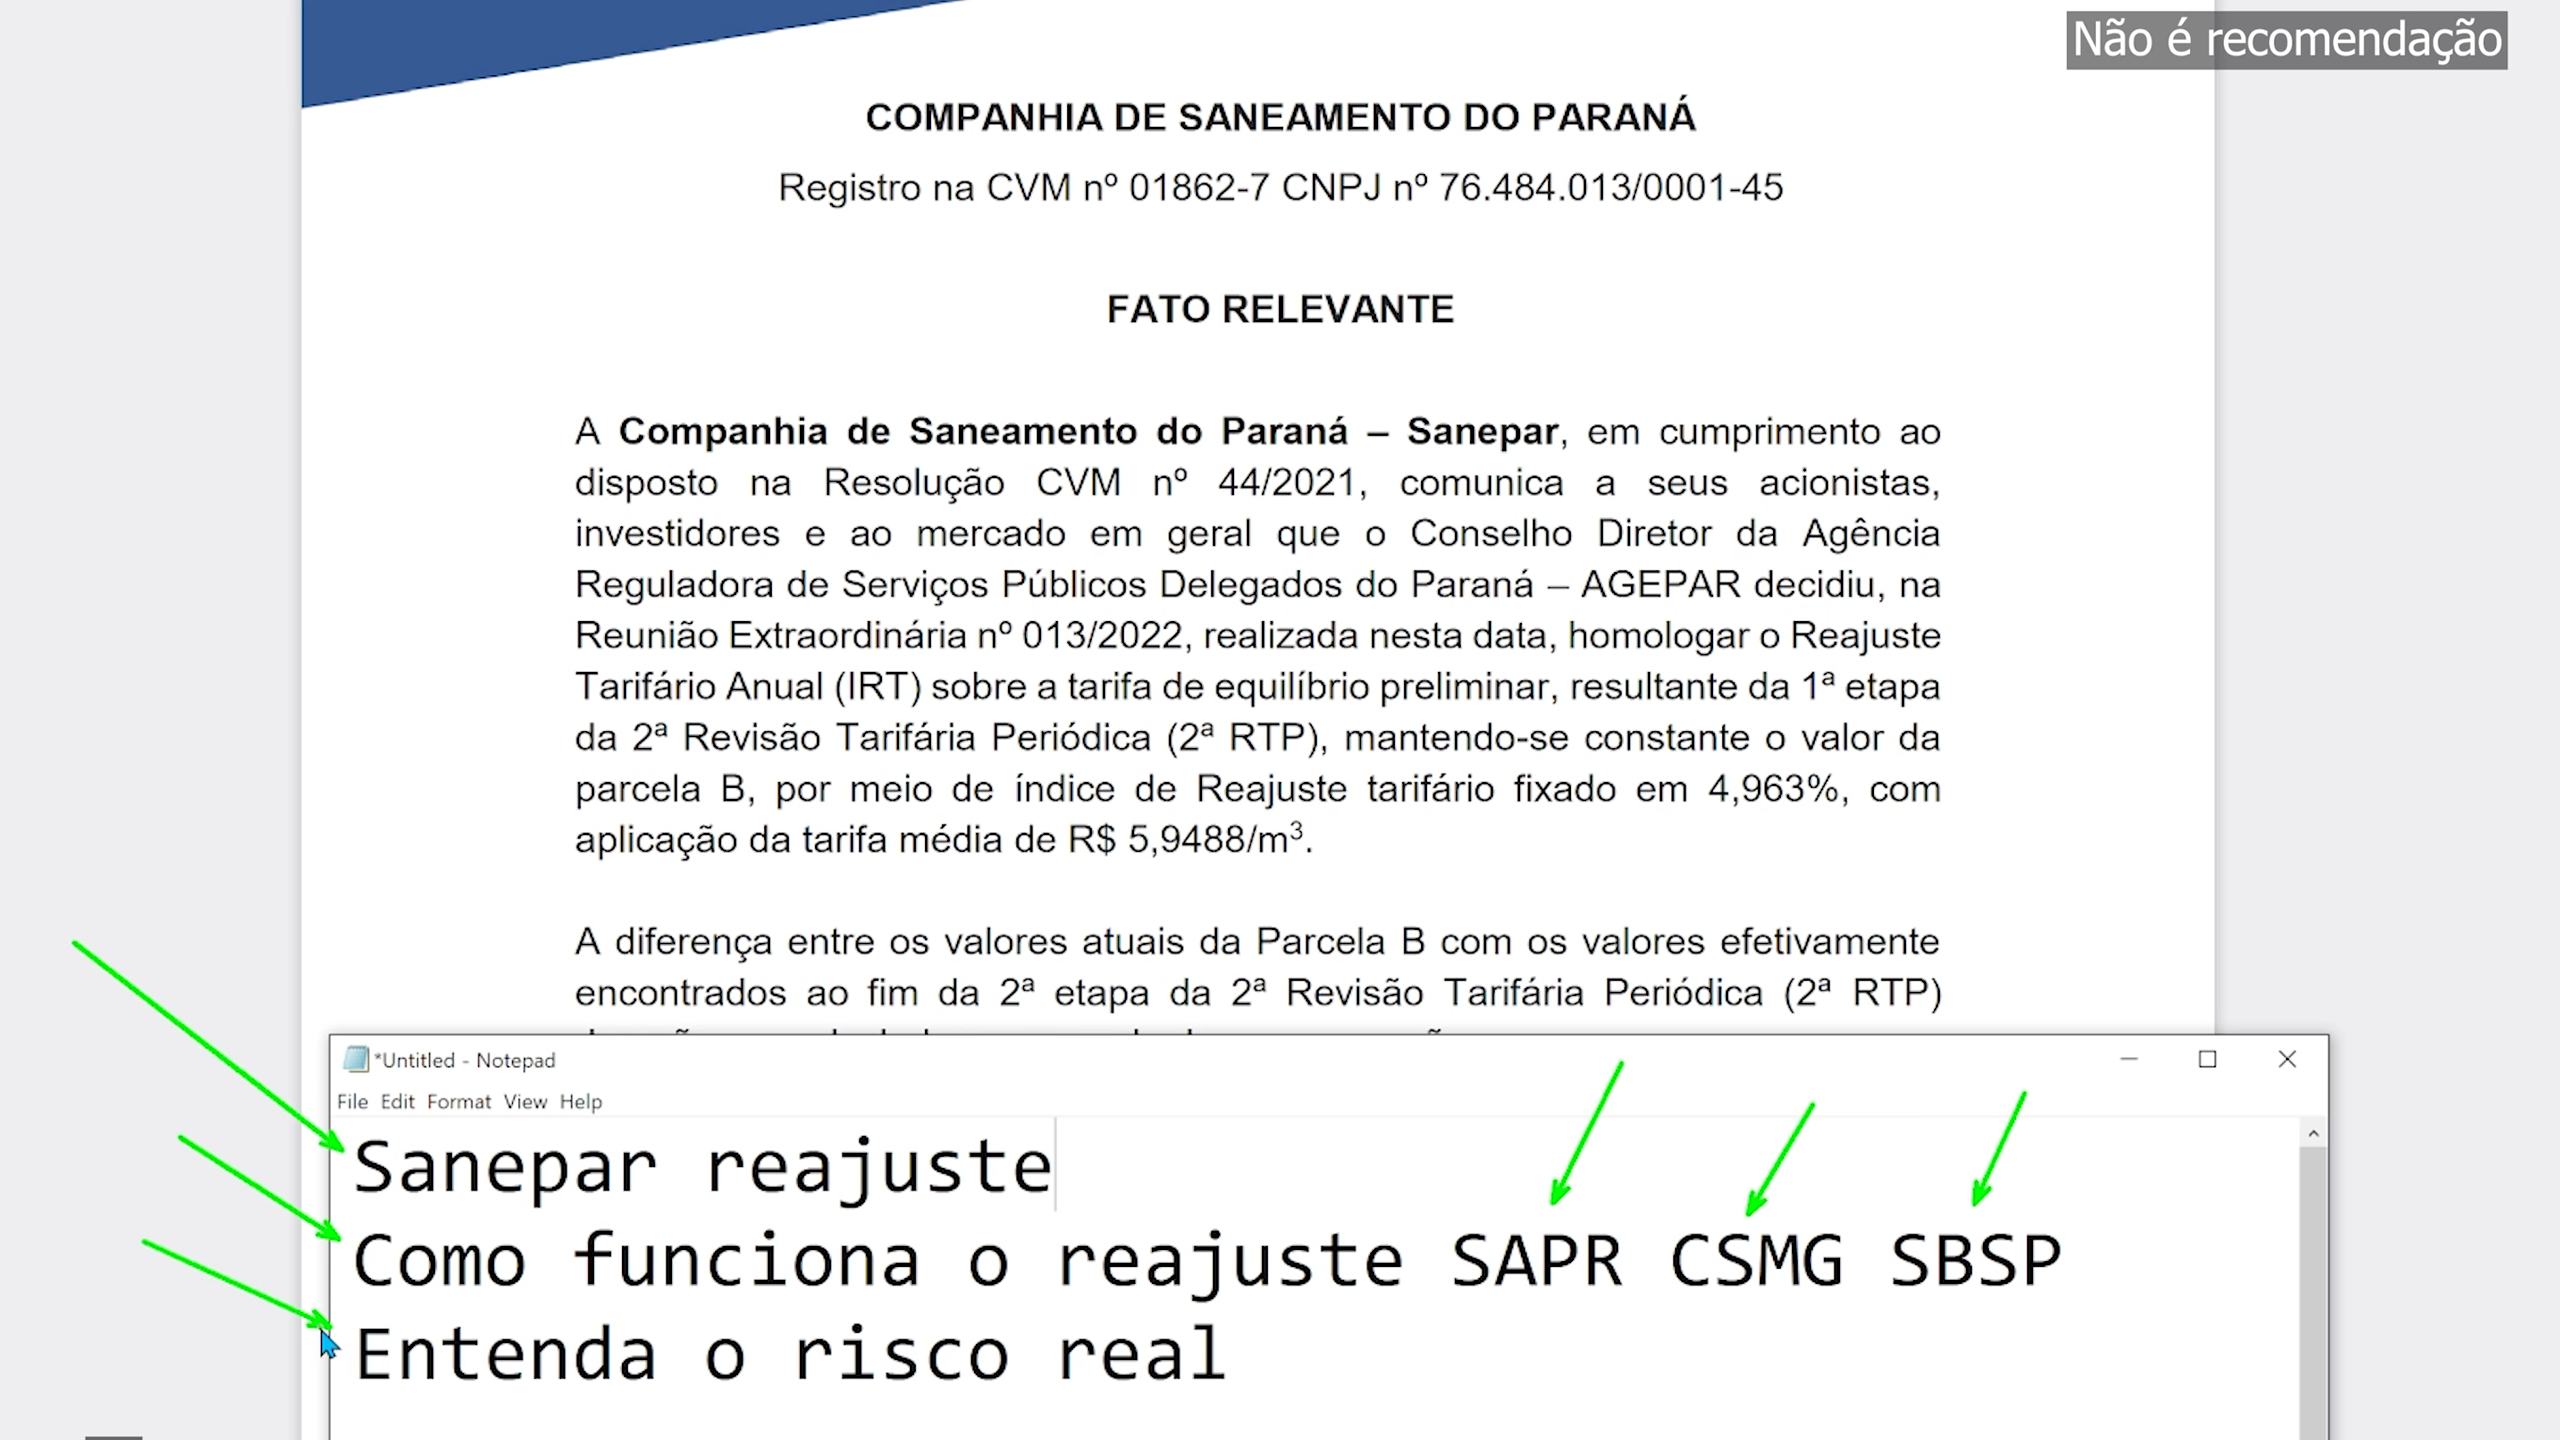 Não é recomendação
COMPANHIA DE SANEAMENTO DO PARANÁ
Registro na CVM nº 01862-7 CNPJ nº 76.484.013/0001-45
FATO RELEVANTE
A Companhia de Saneamento do Paraná – Sanepar, em cumprimento ao
disposto na Resolução CVM nº 44/2021, comunica a seus acionistas,
investidores e ao mercado em geral que o Conselho Diretor da Agência
Reguladora de Serviços Públicos Delegados do Paraná – AGEPAR decidiu, na
Reunião Extraordinária nº 013/2022, realizada nesta data, homologar o Reajuste
Tarifário Anual (IRT) sobre a tarifa de equilíbrio preliminar, resultante da 1ª etapa
da 2ª Revisão Tarifária Periódica (2ª RTP), mantendo-se constante o valor da
parcela B, por meio de índice de Reajuste tarifário fixado em 4,963%, com
aplicação da tarifa média de R$ 5,9488/m³.
A diferença entre os valores atuais da Parcela B com os valores efetivamente
encontrados ao fim da 2ª etapa da 2ª Revisão Tarifária Periódica (2ª RTP)
*Untitled - Notepad
File Edit Format View Help
Sanepar reajuste
Como funciona o reajuste SAPR CSMG SBSP
Entenda o risco real